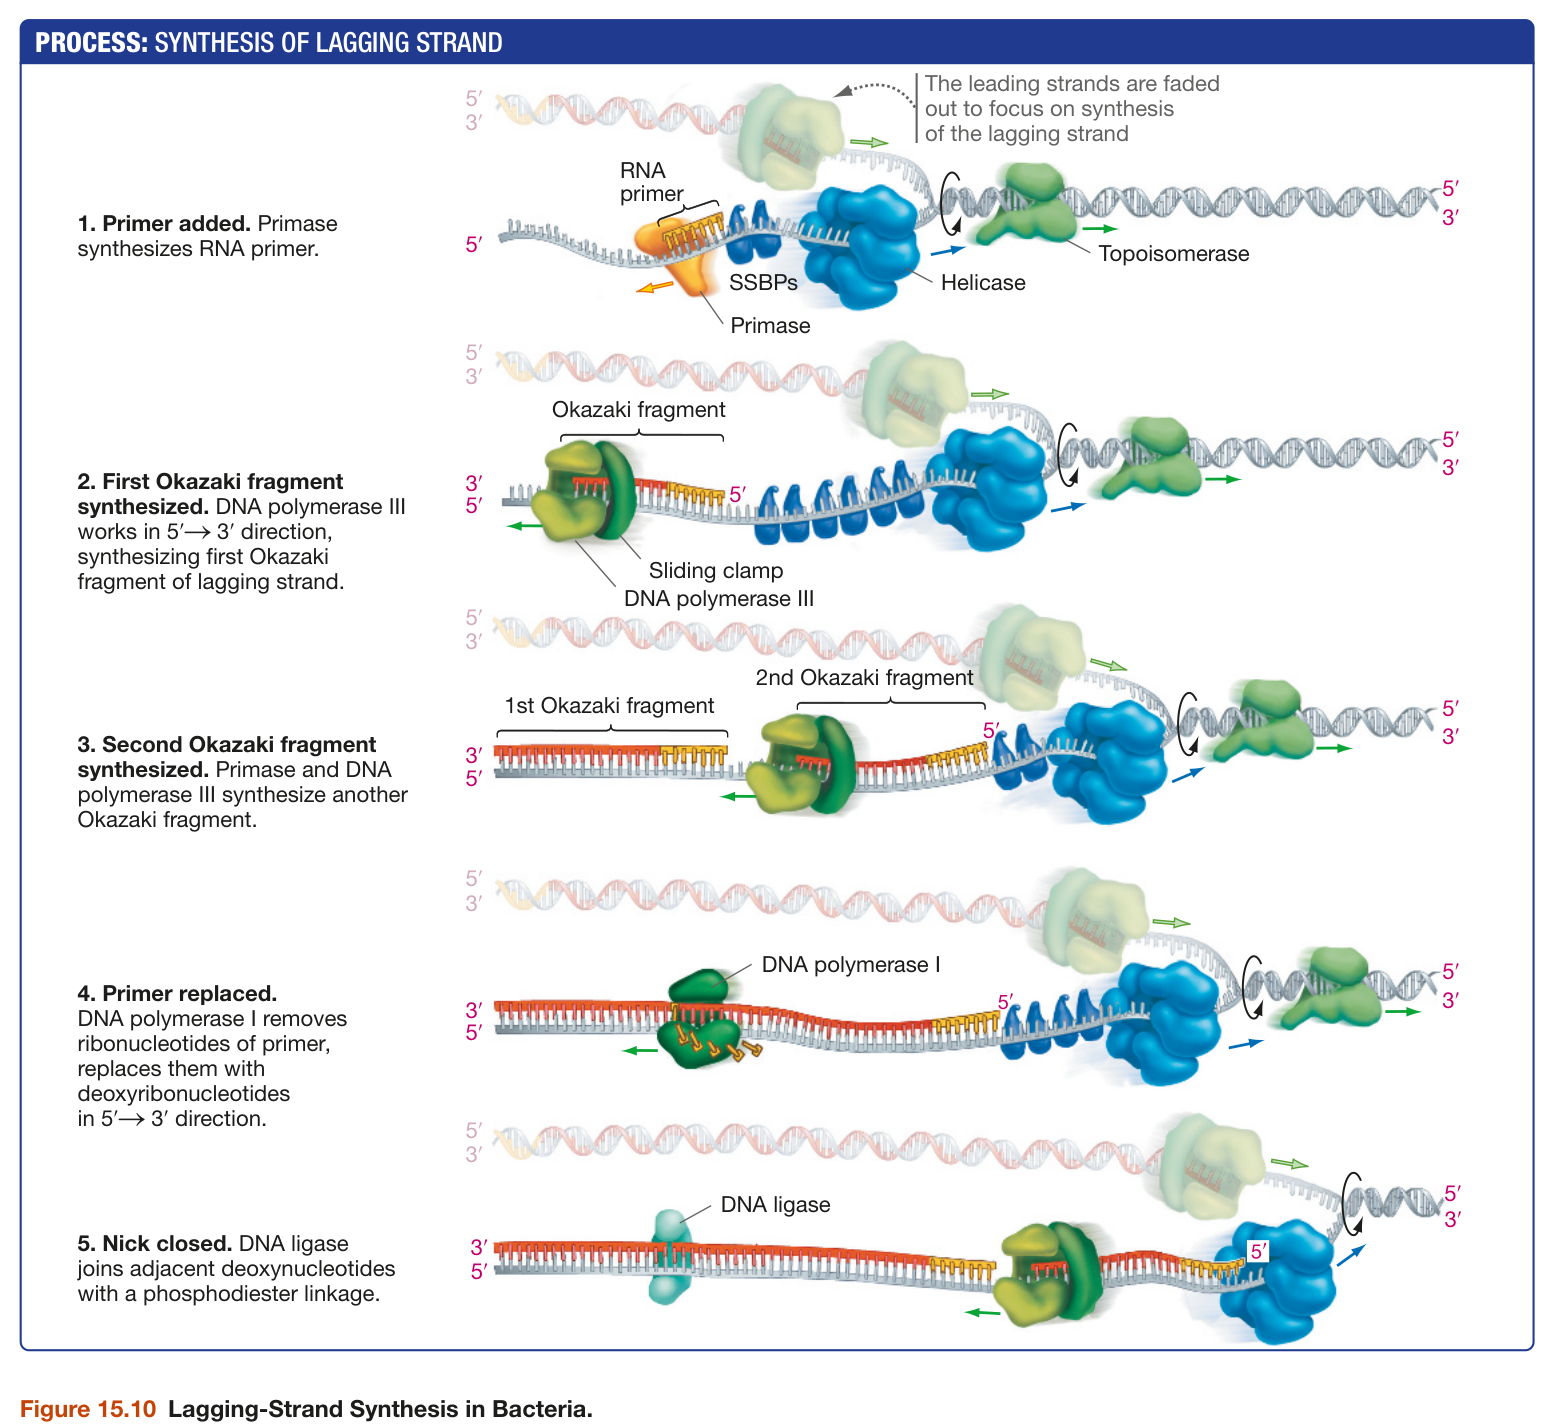 PROCESS: SYNTHESIS OF LAGGING STRAND
5′
3′
The leading strands are faded
out to focus on synthesis
of the lagging strand
RNA
primer
1. Primer added. Primase
synthesizes RNA primer.
5′
5′
3′
Topoisomerase
SSBPs
Helicase
Primase
5′
3′
Okazaki fragment
2. First Okazaki fragment
synthesized. DNA polymerase III
works in 5′→ 3′ direction,
synthesizing first Okazaki
fragment of lagging strand.
3′
5′
5′
5′
3′
Sliding clamp
DNA polymerase III
5′
3′
2nd Okazaki fragment
1st Okazaki fragment
3. Second Okazaki fragment
synthesized. Primase and DNA
polymerase III synthesize another
Okazaki fragment.
3′
5′
5′
5′
3′
5′
3′
DNA polymerase I
4. Primer replaced.
DNA polymerase I removes
ribonucleotides of primer,
replaces them with
deoxyribonucleotides
in 5′→ 3′ direction.
3′
5′
5′
5′
3′
5′
3′
DNA ligase
5. Nick closed. DNA ligase
joins adjacent deoxynucleotides
with a phosphodiester linkage.
3′
5′
5′
5′
3′
Figure 15.10 Lagging-Strand Synthesis in Bacteria.